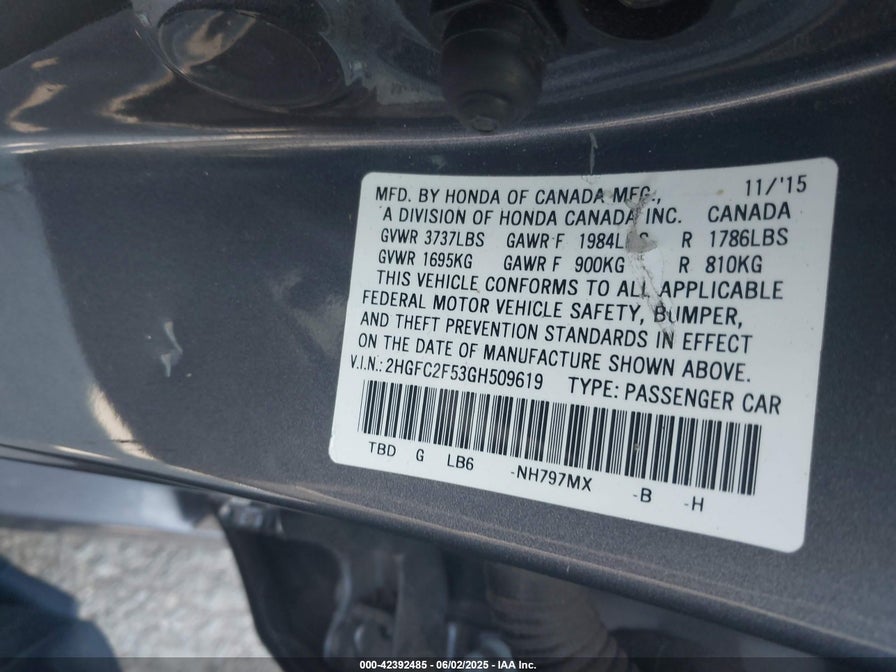 MFD. BY HONDA OF CANADA MFG., 11/'15
A DIVISION OF HONDA CANADA INC. CANADA
GVWR 3737LBS GAWR F 1984LBS R 1786LBS
GVWR 1695KG GAWR F 900KG R 810KG
THIS VEHICLE CONFORMS TO ALL APPLICABLE
FEDERAL MOTOR VEHICLE SAFETY, BUMPER,
AND THEFT PREVENTION STANDARDS IN EFFECT
ON THE DATE OF MANUFACTURE SHOWN ABOVE.
V.I.N.: 2HGFC2F53GH509619 TYPE: PASSENGER CAR
TBD G LB6 -NH797MX -B -H
000-42392485 - 06/02/2025 - IAA Inc.